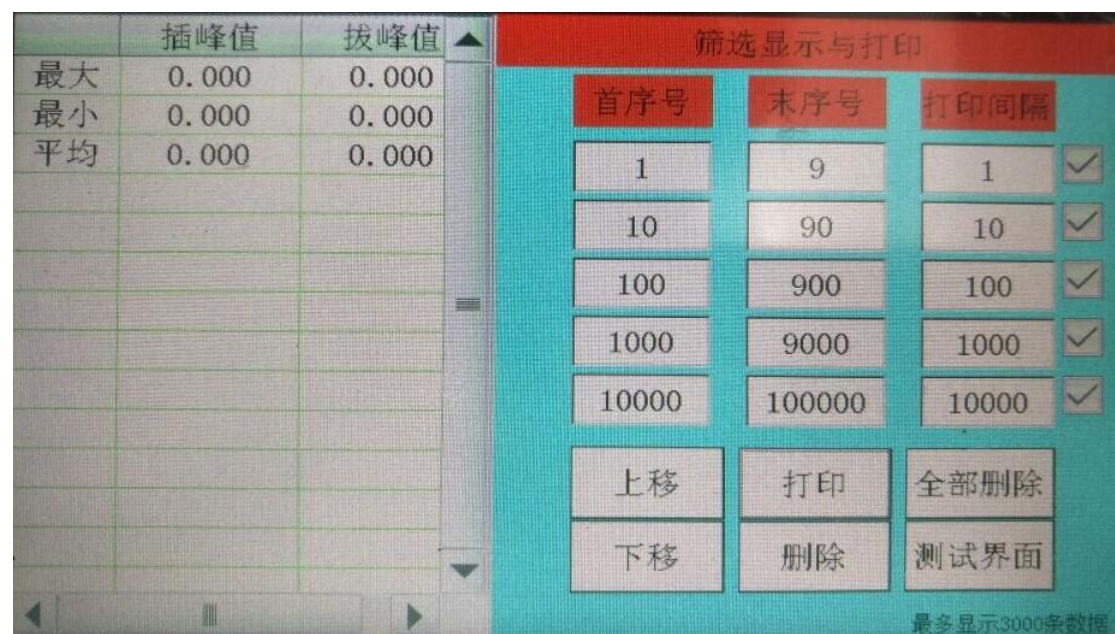 插峰值 拔峰值
最大 0.000 0.000
最小 0.000 0.000
平均 0.000 0.000
筛选显示与打印
首序号 末序号 打印间隔
1 9 1
10 90 10
100 900 100
1000 9000 1000
10000 100000 10000
上移 打印 全部删除
下移 删除 测试界面
最多显示3000条数据